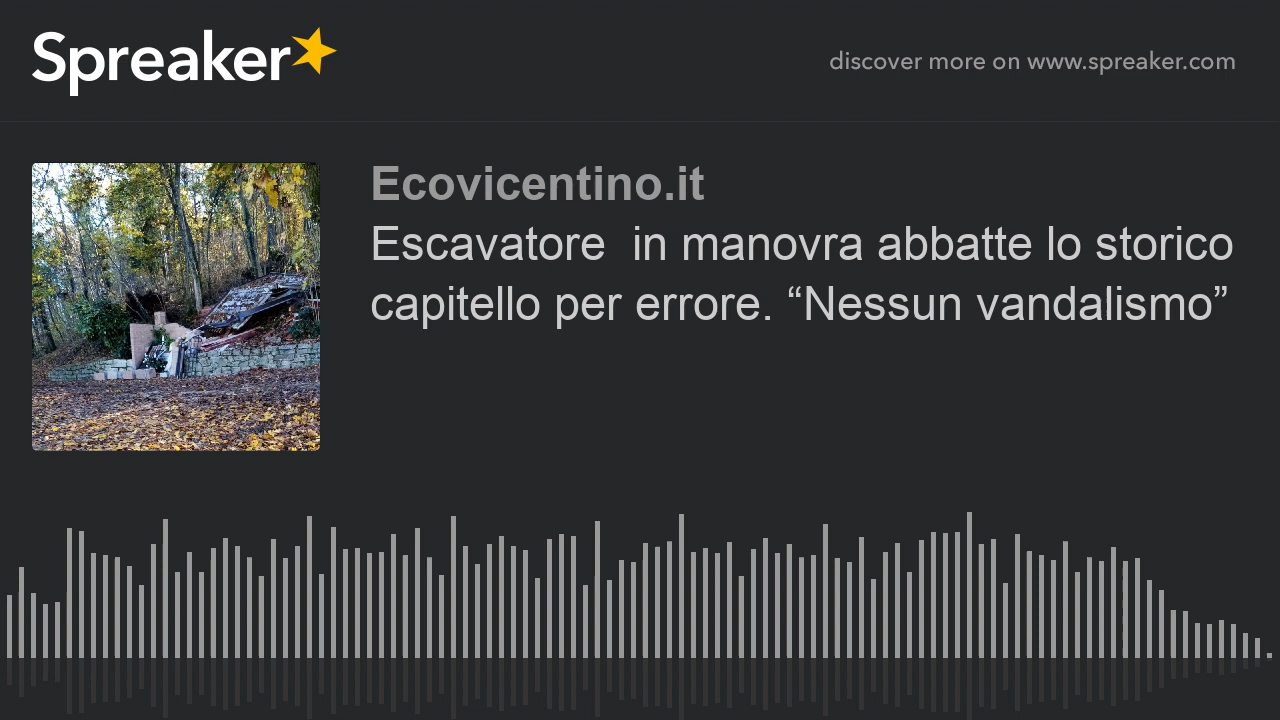 Spreaker
discover more on www.spreaker.com
Ecovicentino.it
Escavatore  in manovra abbatte lo storico
capitello per errore. “Nessun vandalismo”